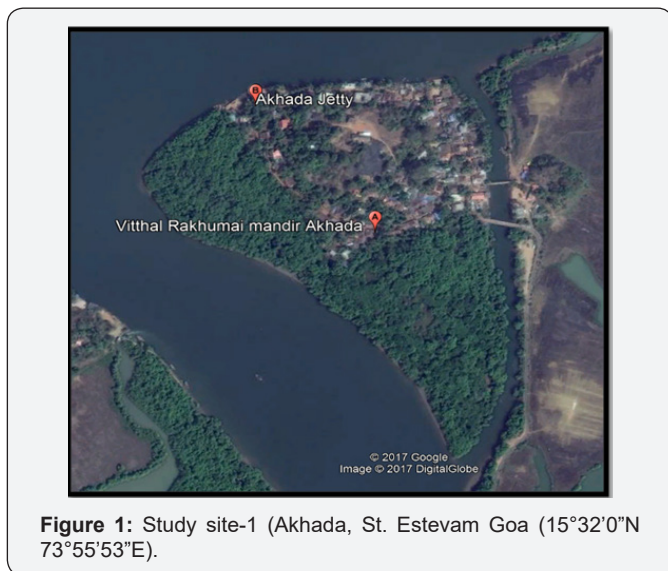 B
Akhada Jetty
A
Vitthal Rakhumai mandir Akhada
© 2017 Google
Image © 2017 DigitalGlobe
Figure 1: Study site-1 (Akhada, St. Estevam Goa (15°32’0”N
73°55’53”E).